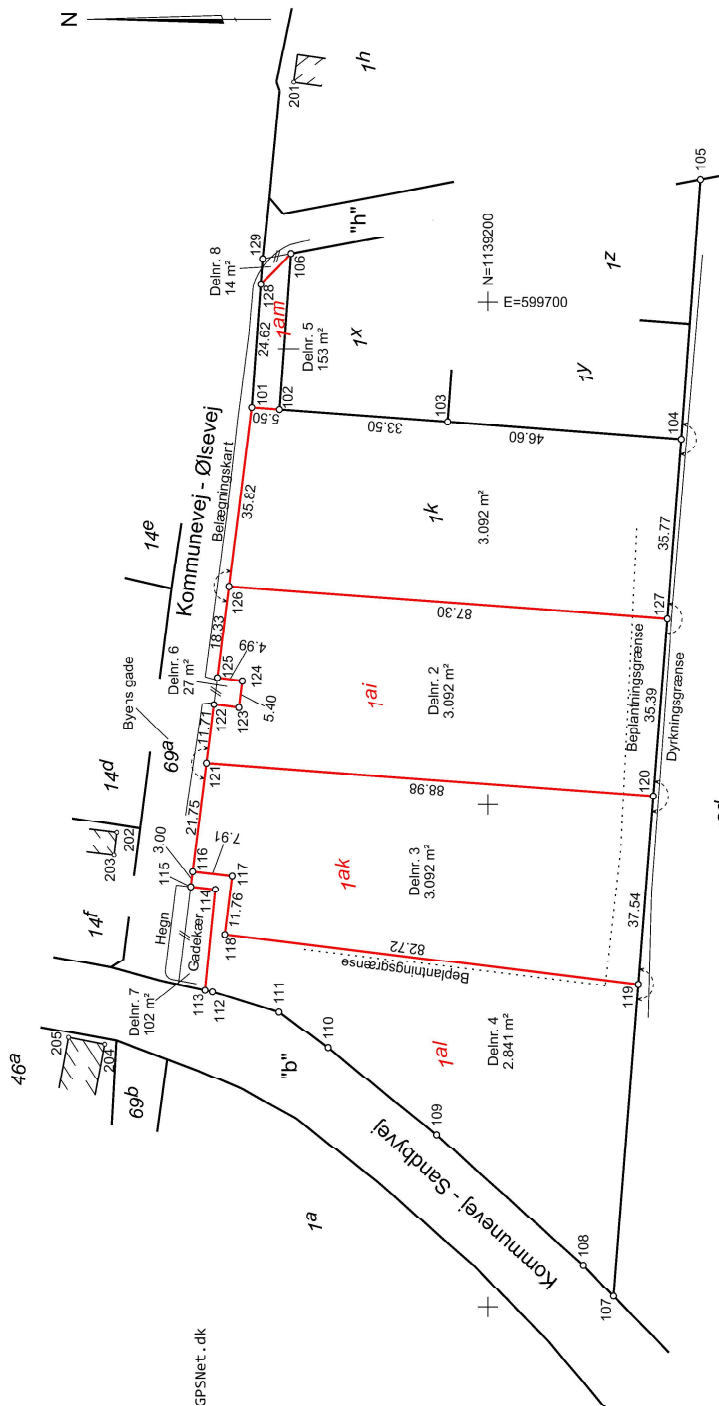 N
1h
201
105
"h"
129
Delnr. 8
14 m²
128
106
1am
24.62
Delnr. 5
153 m²
N=1139200
E=599700
1z
1x
1y
101
102
5.50
103
33.50
46.60
104
Kommunevej - Ølsevej
Belægningskart
35.82
14e
1k
3.092 m²
35.77
126
127
87.30
18.33
125
Delnr. 6
27 m²
4.99
124
122
123
5.40
11.71
Byens gade
69a
1ai
Delnr. 2
3.092 m²
Beplantningsgrænse
35.39
Dyrkningsgrænse
121
120
88.98
14d
21.75
202
203
3.00
116
115
7.91
117
114
11.76
118
1ak
Delnr. 3
3.092 m²
37.54
82.72
Beplantningsgrænse
119
14f
Hegn
Gadekær
Delnr. 7
102 m²
113
112
111
110
"b"
1al
Delnr. 4
2.841 m²
109
46a
205
204
69b
Kommunevej - Sandbyvej
108
107
1a
GPSNet.dk